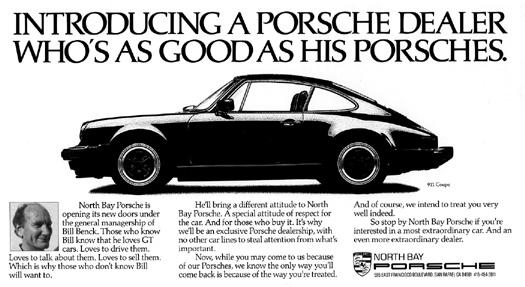 INTRODUCING A PORSCHE DEALER
WHO'S AS GOOD AS HIS PORSCHES.
911 Coupe
North Bay Porsche is
opening its new doors under
the general managership of
Bill Benck. Those who know
Bill know that he loves GT
cars. Loves to drive them.
Loves to talk about them. Loves to sell them.
Which is why those who don't know Bill
will want to.
He'll bring a different attitude to North
Bay Porsche. A special attitude of respect for
the car. And for those who buy it. It's why
we'll be an exclusive Porsche dealership, with
no other car lines to steal attention from what's
important.
Now, while you may come to us because
of our Porsches, we know the only way you'll
come back is because of the way you're treated.
And of course, we intend to treat you very
well indeed.
So stop by North Bay Porsche if you're
interested in a most extraordinary car. And an
even more extraordinary dealer.
NORTH BAY
PORSCHE
EAST FRANCISCO BOULEVARD, SAN RAFAEL, CA